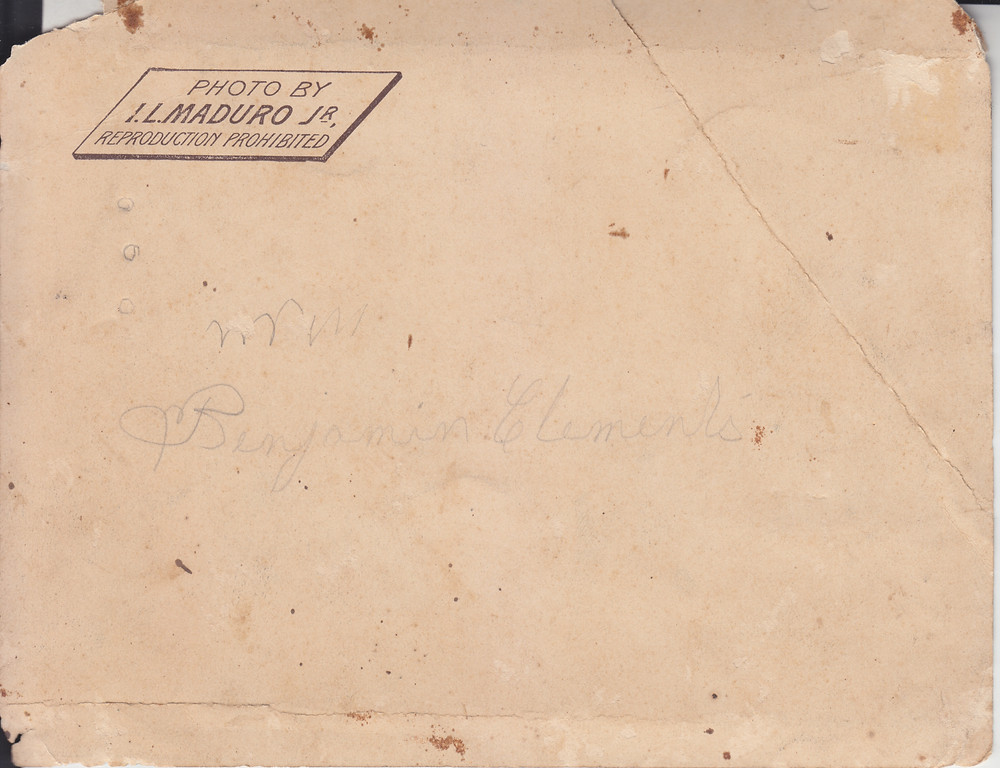 PHOTO BY
I.L. MADURO JR,
REPRODUCTION PROHIBITED
Benjamin Clements